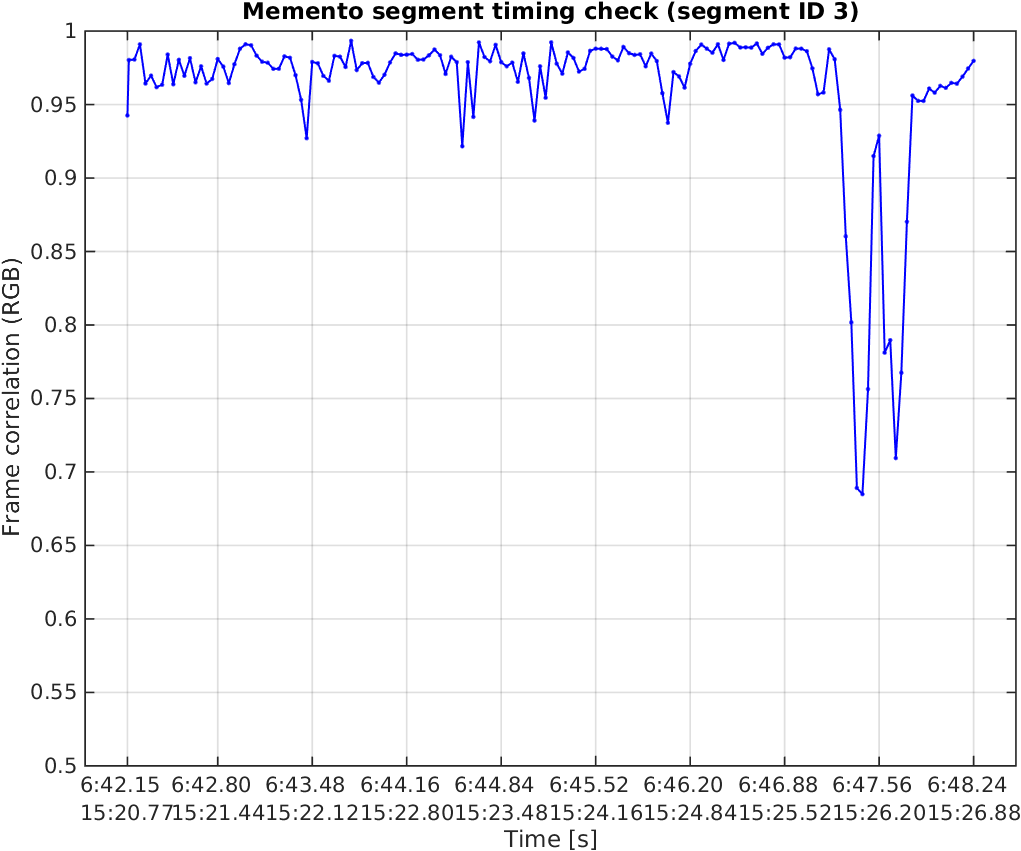 Memento segment timing check (segment ID 3)
1
0.95
0.9
0.85
0.8
0.75
0.7
0.65
0.6
0.55
0.5
Frame correlation (RGB)
6:42.15 6:42.80 6:43.48 6:44.16 6:44.84 6:45.52 6:46.20 6:46.88 6:47.56 6:48.24
15:20.77 15:21.44 15:22.12 15:22.80 15:23.48 15:24.16 15:24.84 15:25.52 15:26.20 15:26.88
Time [s]